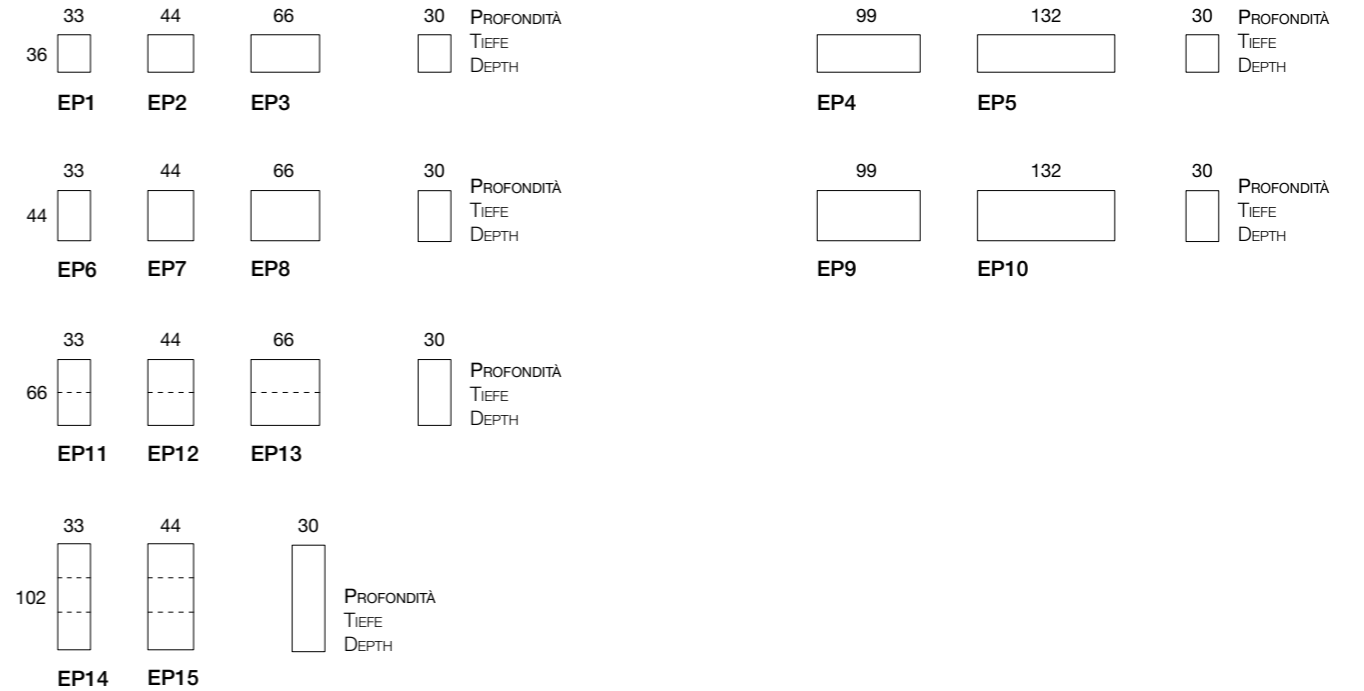 33 44 66 30 PROFONDITÀ
36 TIEFE
DEPTH
EP1 EP2 EP3
99 132 30 PROFONDITÀ
TIEFE
DEPTH
EP4 EP5
33 44 66 30 PROFONDITÀ
44 TIEFE
DEPTH
EP6 EP7 EP8
99 132 30 PROFONDITÀ
TIEFE
DEPTH
EP9 EP10
33 44 66 30
PROFONDITÀ
66 TIEFE
DEPTH
EP11 EP12 EP13
33 44 30
102 PROFONDITÀ
TIEFE
DEPTH
EP14 EP15